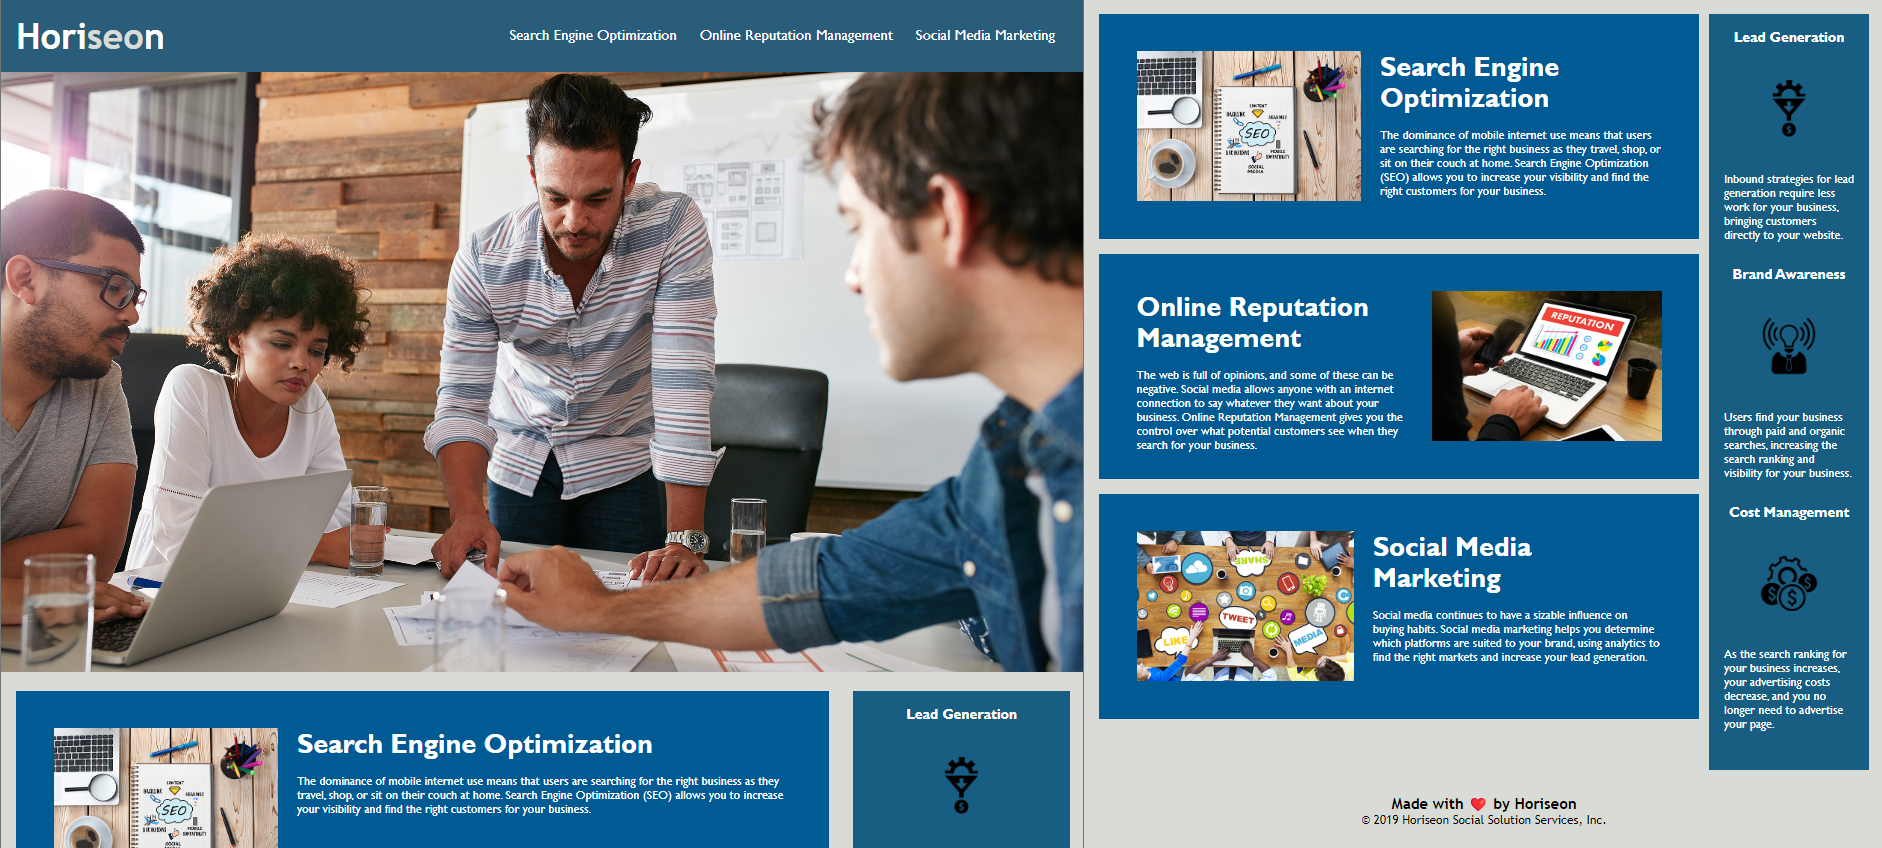 Horiseon
Search Engine Optimization
Online Reputation Management
Social Media Marketing
SEO
Search Engine Optimization
The dominance of mobile internet use means that users are searching for the right business as they
travel, shop, or sit on their couch at home. Search Engine Optimization (SEO) allows you to increase
your visibility and find the right customers for your business.
Lead Generation
SEO
Search Engine
Optimization
The dominance of mobile internet use means that users
are searching for the right business as they travel, shop, or
sit on their couch at home. Search Engine Optimization
(SEO) allows you to increase your visibility and find the
right customers for your business.
Online Reputation
Management
The web is full of opinions, and some of these can be
negative. Social media allows anyone with an internet
connection to say whatever they want about your
business. Online Reputation Management gives you the
control over what potential customers see when they
search for your business.
REPUTATION
SHARE
TWEET
LIKE
MEDIA
Social Media
Marketing
Social media continues to have a sizable influence on
buying habits. Social media marketing helps you determine
which platforms are suited to your brand, using analytics to
find the right markets and increase your lead generation.
Lead Generation
Inbound strategies for lead
generation require less
work for your business,
bringing customers
directly to your website.
Brand Awareness
Users find your business
through paid and organic
searches, increasing the
search ranking and
visibility for your business.
Cost Management
As the search ranking for
your business increases,
your advertising costs
decrease, and you no
longer need to advertise
your page.
Made with ❤️ by Horiseon
© 2019 Horiseon Social Solution Services, Inc.